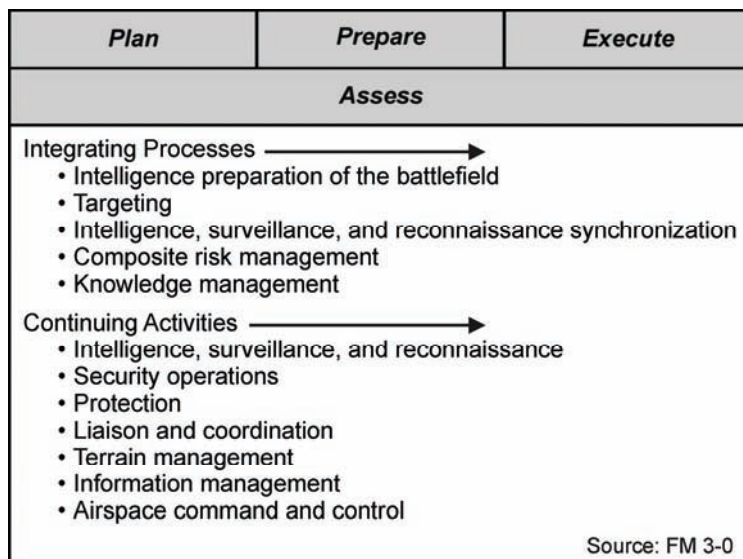 Plan Prepare Execute
Assess
Integrating Processes
• Intelligence preparation of the battlefield
• Targeting
• Intelligence, surveillance, and reconnaissance synchronization
• Composite risk management
• Knowledge management
Continuing Activities
• Intelligence, surveillance, and reconnaissance
• Security operations
• Protection
• Liaison and coordination
• Terrain management
• Information management
• Airspace command and control
Source: FM 3-0